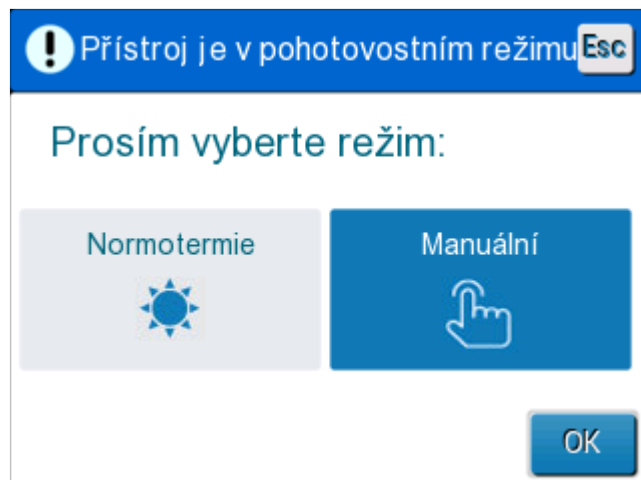 Přístroj je v pohotovostním režimu Esc
Prosím vyberte režim:
Normotermie
Manuální
OK